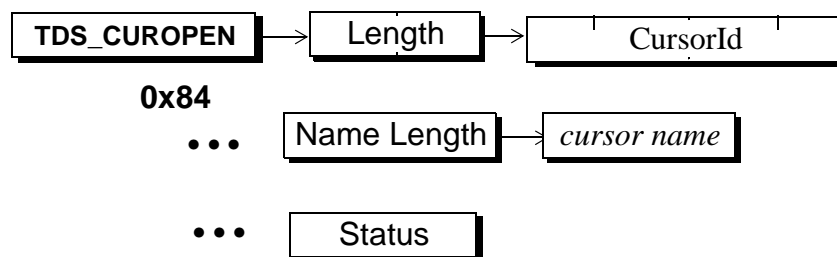 TDS_CUROPEN Length CursorId
0x84
••• Name Length cursor name
••• Status